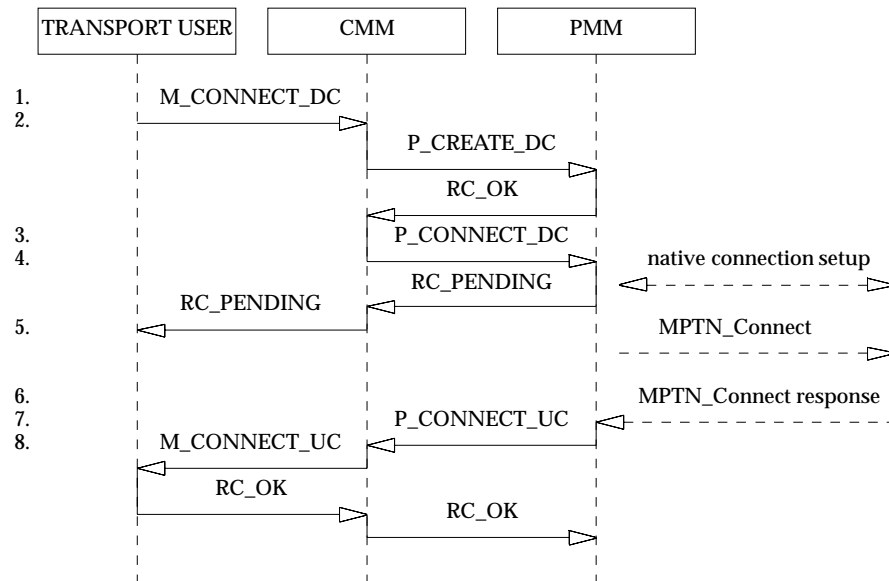 TRANSPORT USER CMM PMM
1. M_CONNECT_DC
2.
P_CREATE_DC
RC_OK
3. P_CONNECT_DC
4. native connection setup
RC_PENDING
RC_PENDING
5. MPTN_Connect
6. MPTN_Connect response
7. P_CONNECT_UC
8. M_CONNECT_UC
RC_OK
RC_OK